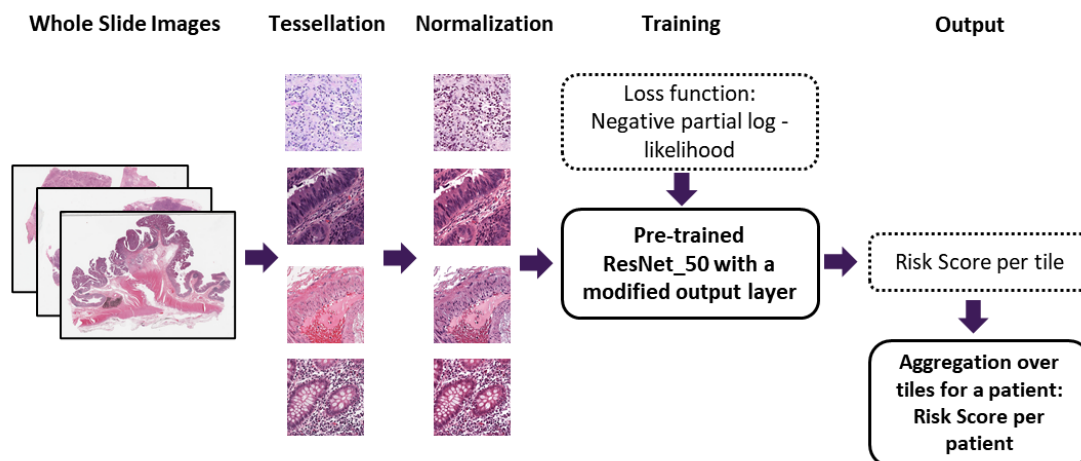 Whole Slide Images
Tessellation
Normalization
Training
Output
Loss function:
Negative partial log -
likelihood
Pre-trained
ResNet_50 with a
modified output layer
Risk Score per tile
Aggregation over
tiles for a patient:
Risk Score per
patient